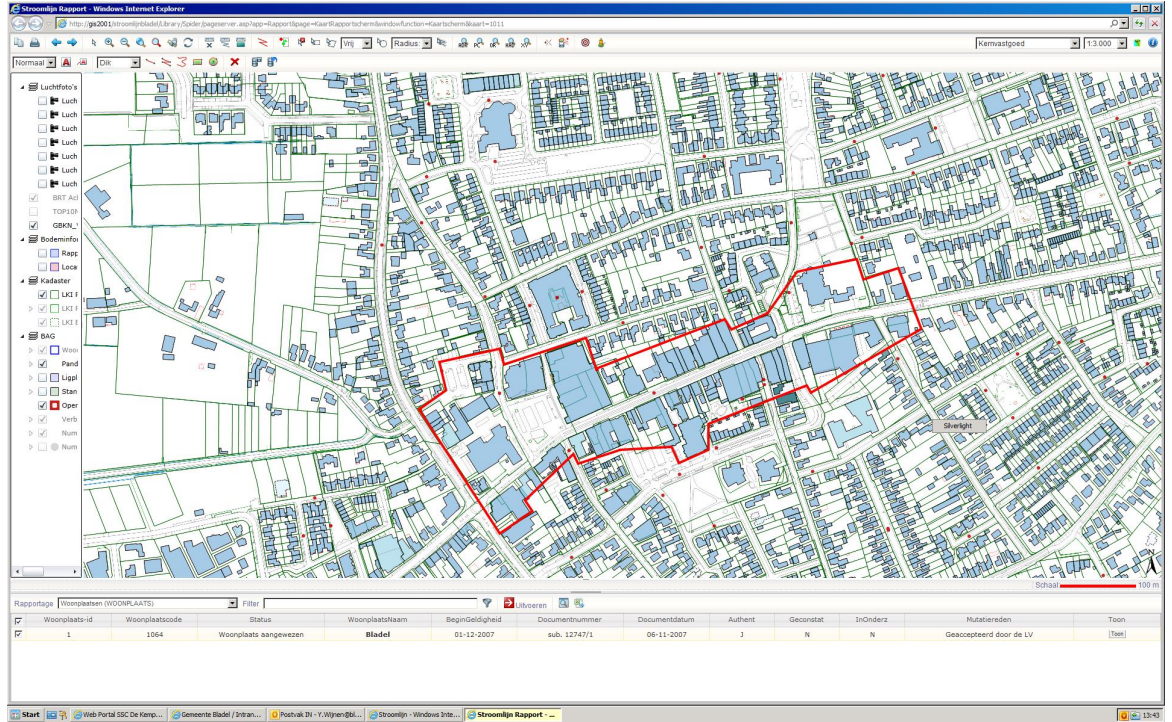 Stroomlijn Rapport - Windows Internet Explorer
http://gis2001/stroomlijnbladel/Library/Spider/pageserver.asp?app=Rapport&page=KaartRapportscherm&windowfunction=Kaartscherm&kaart=1011
Vrij Radius: Kernvastgoed 1:3.000
Normaal A Dik
Luchtfoto's
Luch
Luch
Luch
Luch
Luch
Luch
Luch
BRT Acl
TOP10N
GBKN_
Bodeminfo
Rapp
Loca
Kadaster
LKI F
LKI F
LKI E
BAG
Woo
Pand
Ligpl
Stan
Oper
Verb
Num
Num
Silverlight
N
Schaal 100 m
Rapportage Woonplaatsen (WOONPLAATS) Filter Uitvoeren
Woonplaats-id Woonplaatscode Status WoonplaatsNaam BeginGeldigheid Documentnummer Documentdatum Authent Geconstat InOnderz Mutatiereden Toon
1 1064 Woonplaats aangewezen Bladel 01-12-2007 sub. 12747/1 06-11-2007 J N N Geaccepteerd door de LV Toon
Start Web Portal SSC De Kemp... Gemeente Bladel / Intran... Postvak IN - Y.Wijnen@bl... Stroomlijn - Windows Inte... Stroomlijn Rapport - ... 13:43